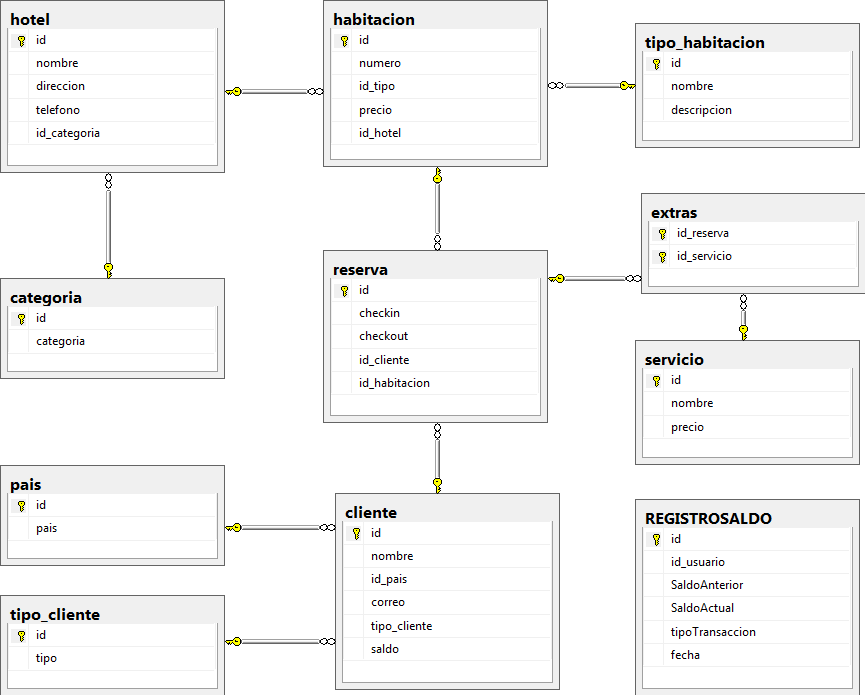 hotel
id
nombre
direccion
telefono
id_categoria
habitacion
id
numero
id_tipo
precio
id_hotel
tipo_habitacion
id
nombre
descripcion
extras
id_reserva
id_servicio
categoria
id
categoria
reserva
id
checkin
checkout
id_cliente
id_habitacion
servicio
id
nombre
precio
pais
id
pais
cliente
id
nombre
id_pais
correo
tipo_cliente
saldo
REGISTROSALDO
id
id_usuario
SaldoAnterior
SaldoActual
tipoTransaccion
fecha
tipo_cliente
id
tipo